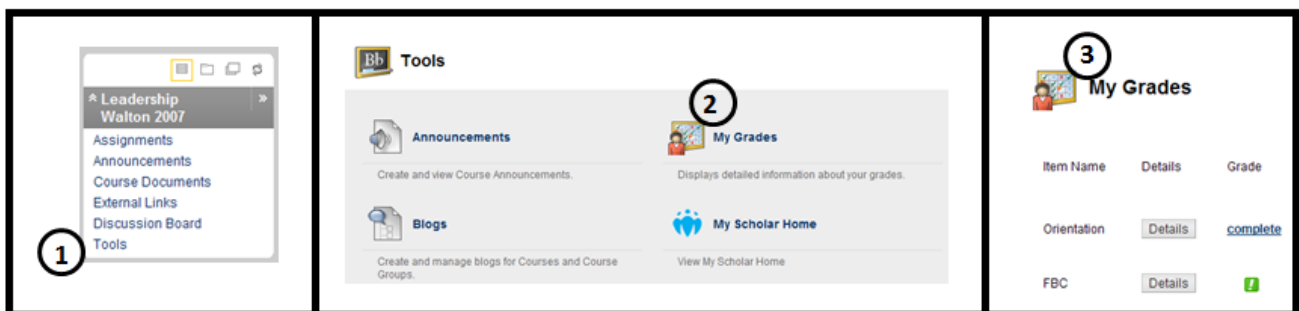 Leadership
Walton 2007
Assignments
Announcements
Course Documents
External Links
Discussion Board
Tools
1
Bb Tools
2
Announcements
My Grades
Create and view Course Announcements.
Displays detailed information about your grades.
Blogs
My Scholar Home
Create and manage blogs for Courses and Course
Groups.
View My Scholar Home
3
My Grades
Item Name Details Grade
Orientation Details complete
FBC Details !